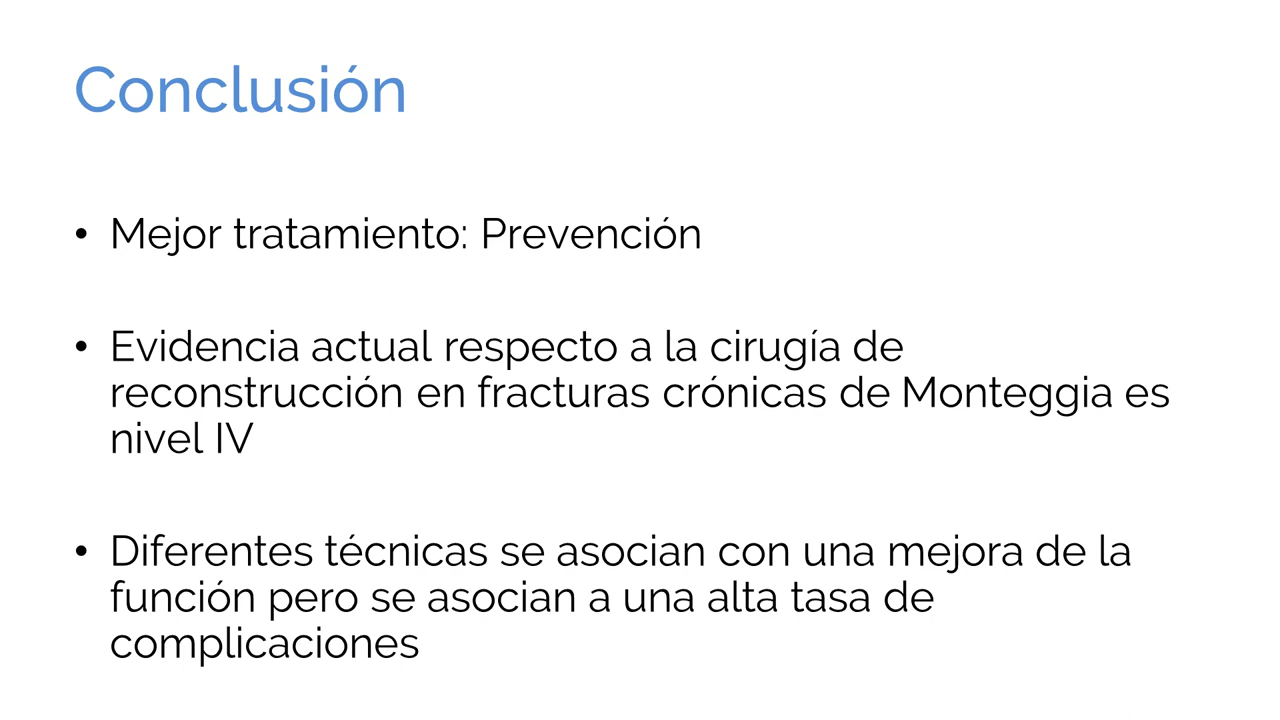 Conclusión
• Mejor tratamiento: Prevención
• Evidencia actual respecto a la cirugía de
reconstrucción en fracturas crónicas de Monteggia es
nivel IV
• Diferentes técnicas se asocian con una mejora de la
función pero se asocian a una alta tasa de
complicaciones